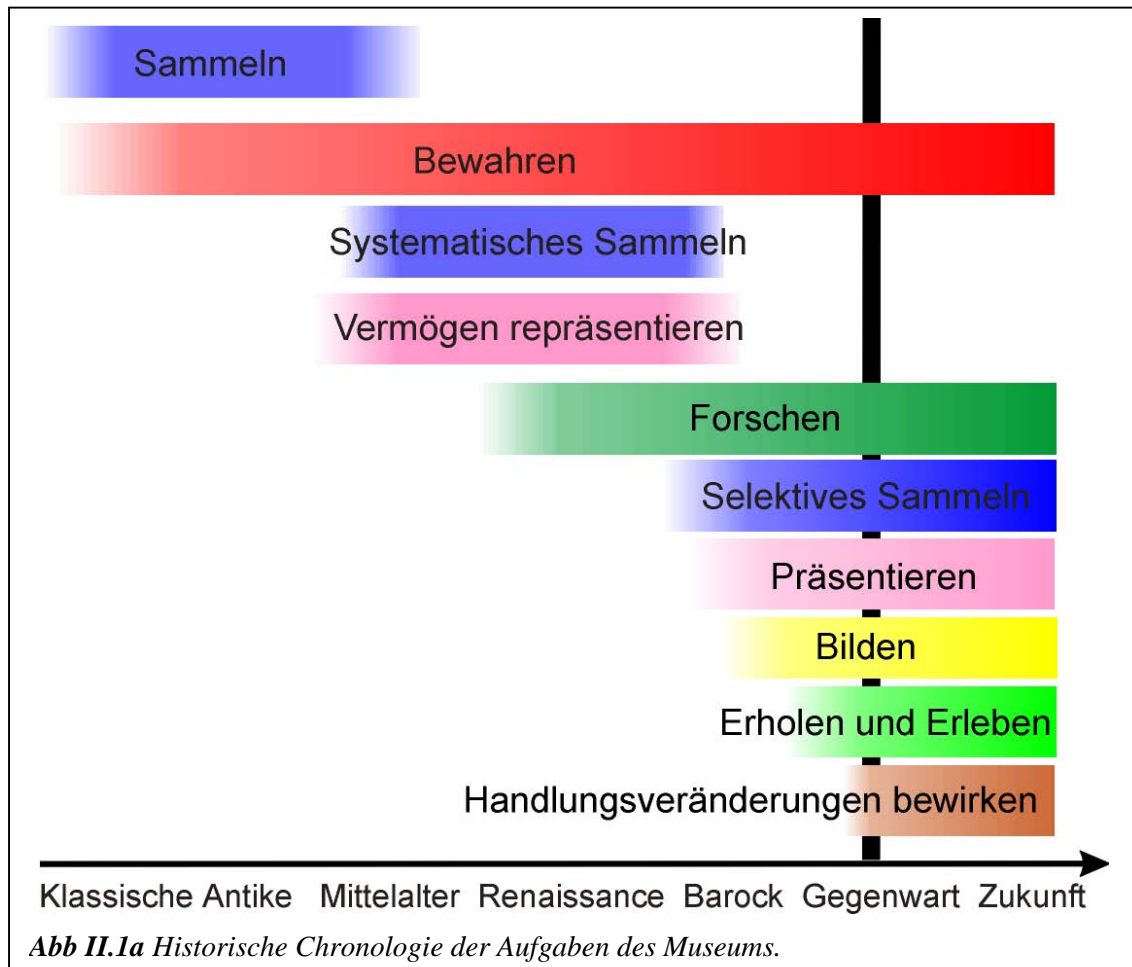 Sammeln
Bewahren
Systematisches Sammeln
Vermögen repräsentieren
Forschen
Selektives Sammeln
Präsentieren
Bilden
Erholen und Erleben
Handlungsveränderungen bewirken
Klassische Antike Mittelalter Renaissance Barock Gegenwart Zukunft
Abb II.1a Historische Chronologie der Aufgaben des Museums.